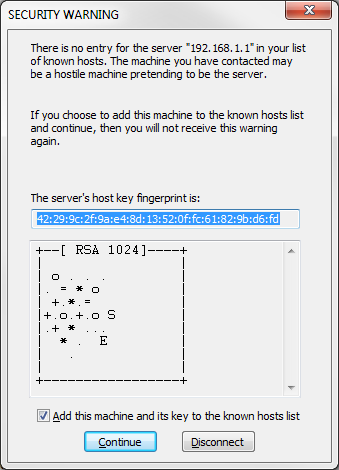 SECURITY WARNING
There is no entry for the server "192.168.1.1" in your list
of known hosts. The machine you have contacted may
be a hostile machine pretending to be the server.
If you choose to add this machine to the known hosts list
and continue, then you will not receive this warning
again.
The server's host key fingerprint is:
42:29:9c:2f:9a:e4:8d:13:52:0f:fc:61:82:9b:d6:fd
+--[ RSA 1024]----+
|                 |
| o . . .         |
|. = * o          |
| +.*.=           |
|+.o.+.o S        |
|.+ * ...         |
|  * .  E         |
|   .             |
|                 |
+-----------------+
Add this machine and its key to the known hosts list
Continue Disconnect